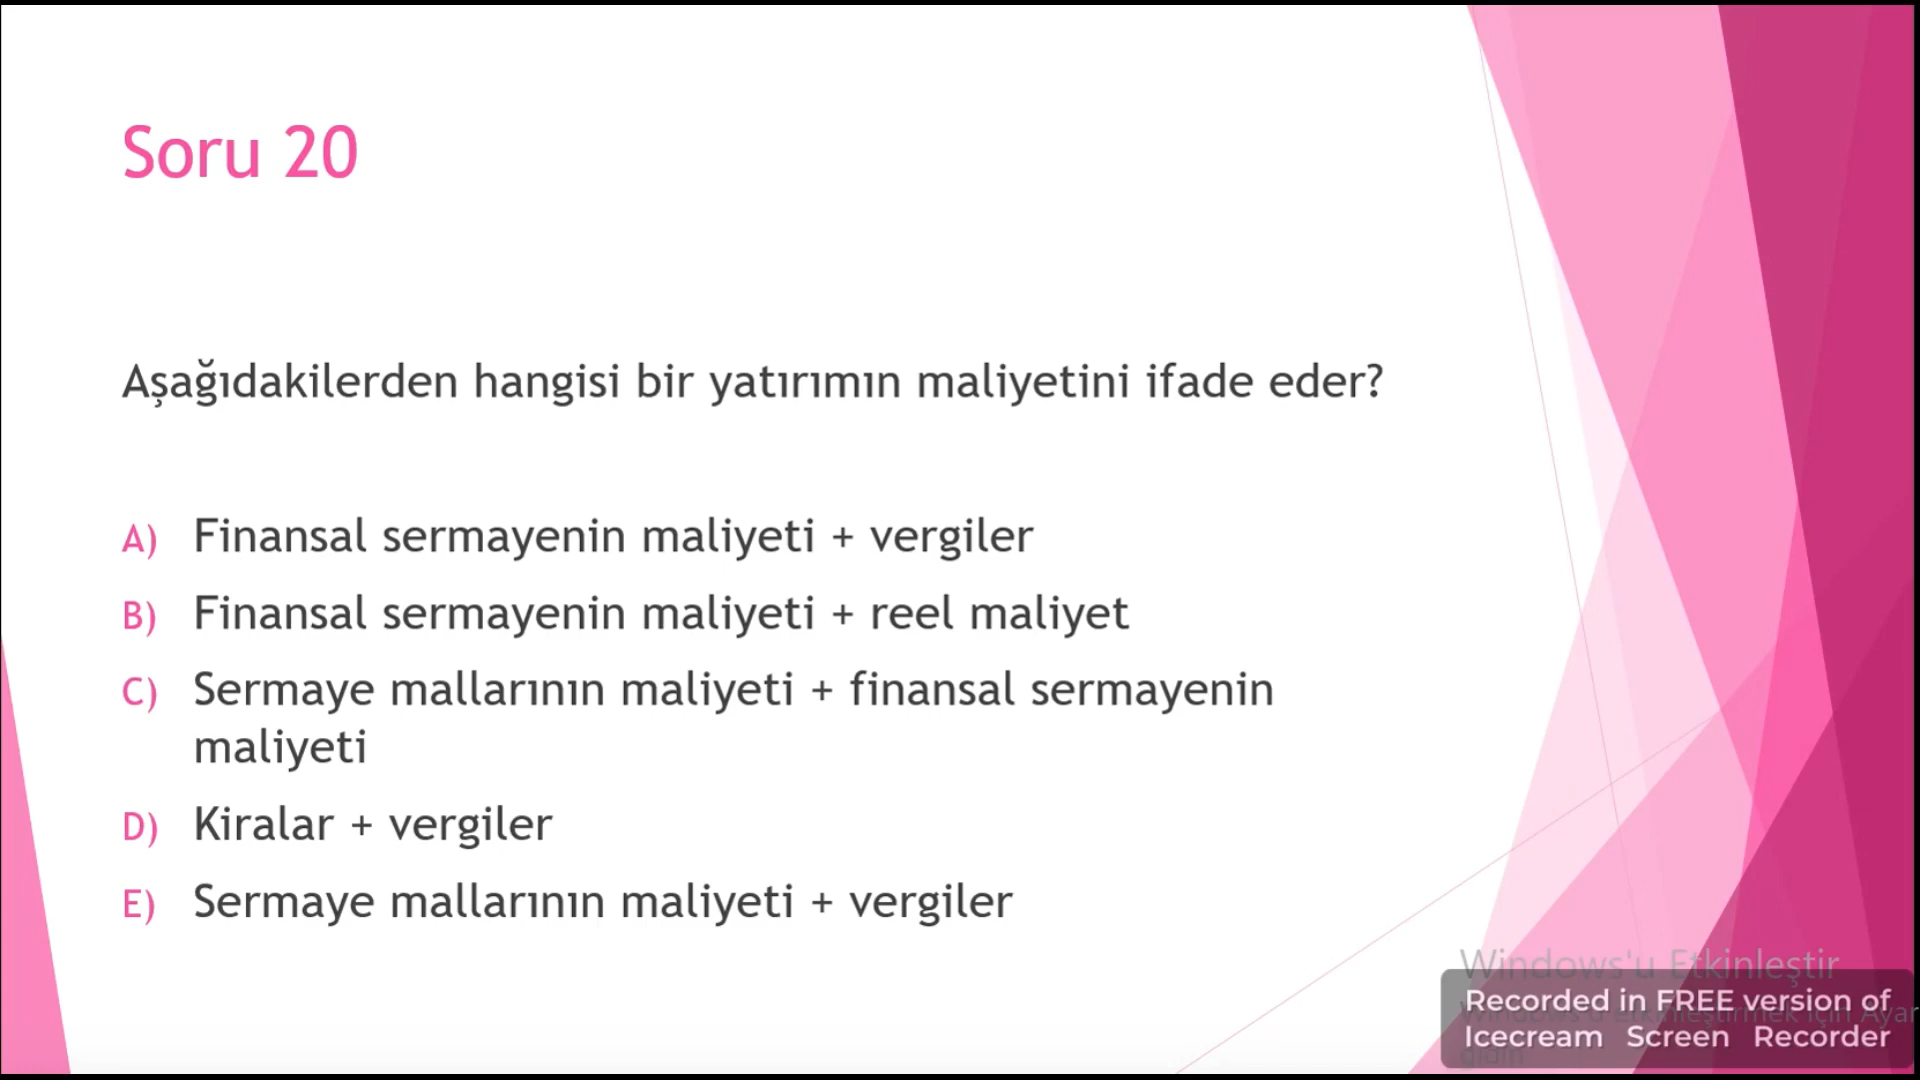 Soru 20
Aşağıdakilerden hangisi bir yatırımın maliyetini ifade eder?
A) Finansal sermayenin maliyeti + vergiler
B) Finansal sermayenin maliyeti + reel maliyet
C) Sermaye mallarının maliyeti + finansal sermayenin
maliyeti
D) Kiralar + vergiler
E) Sermaye mallarının maliyeti + vergiler
Windows'u Etkinleştir
Recorded in FREE version of
Icecream Screen Recorder